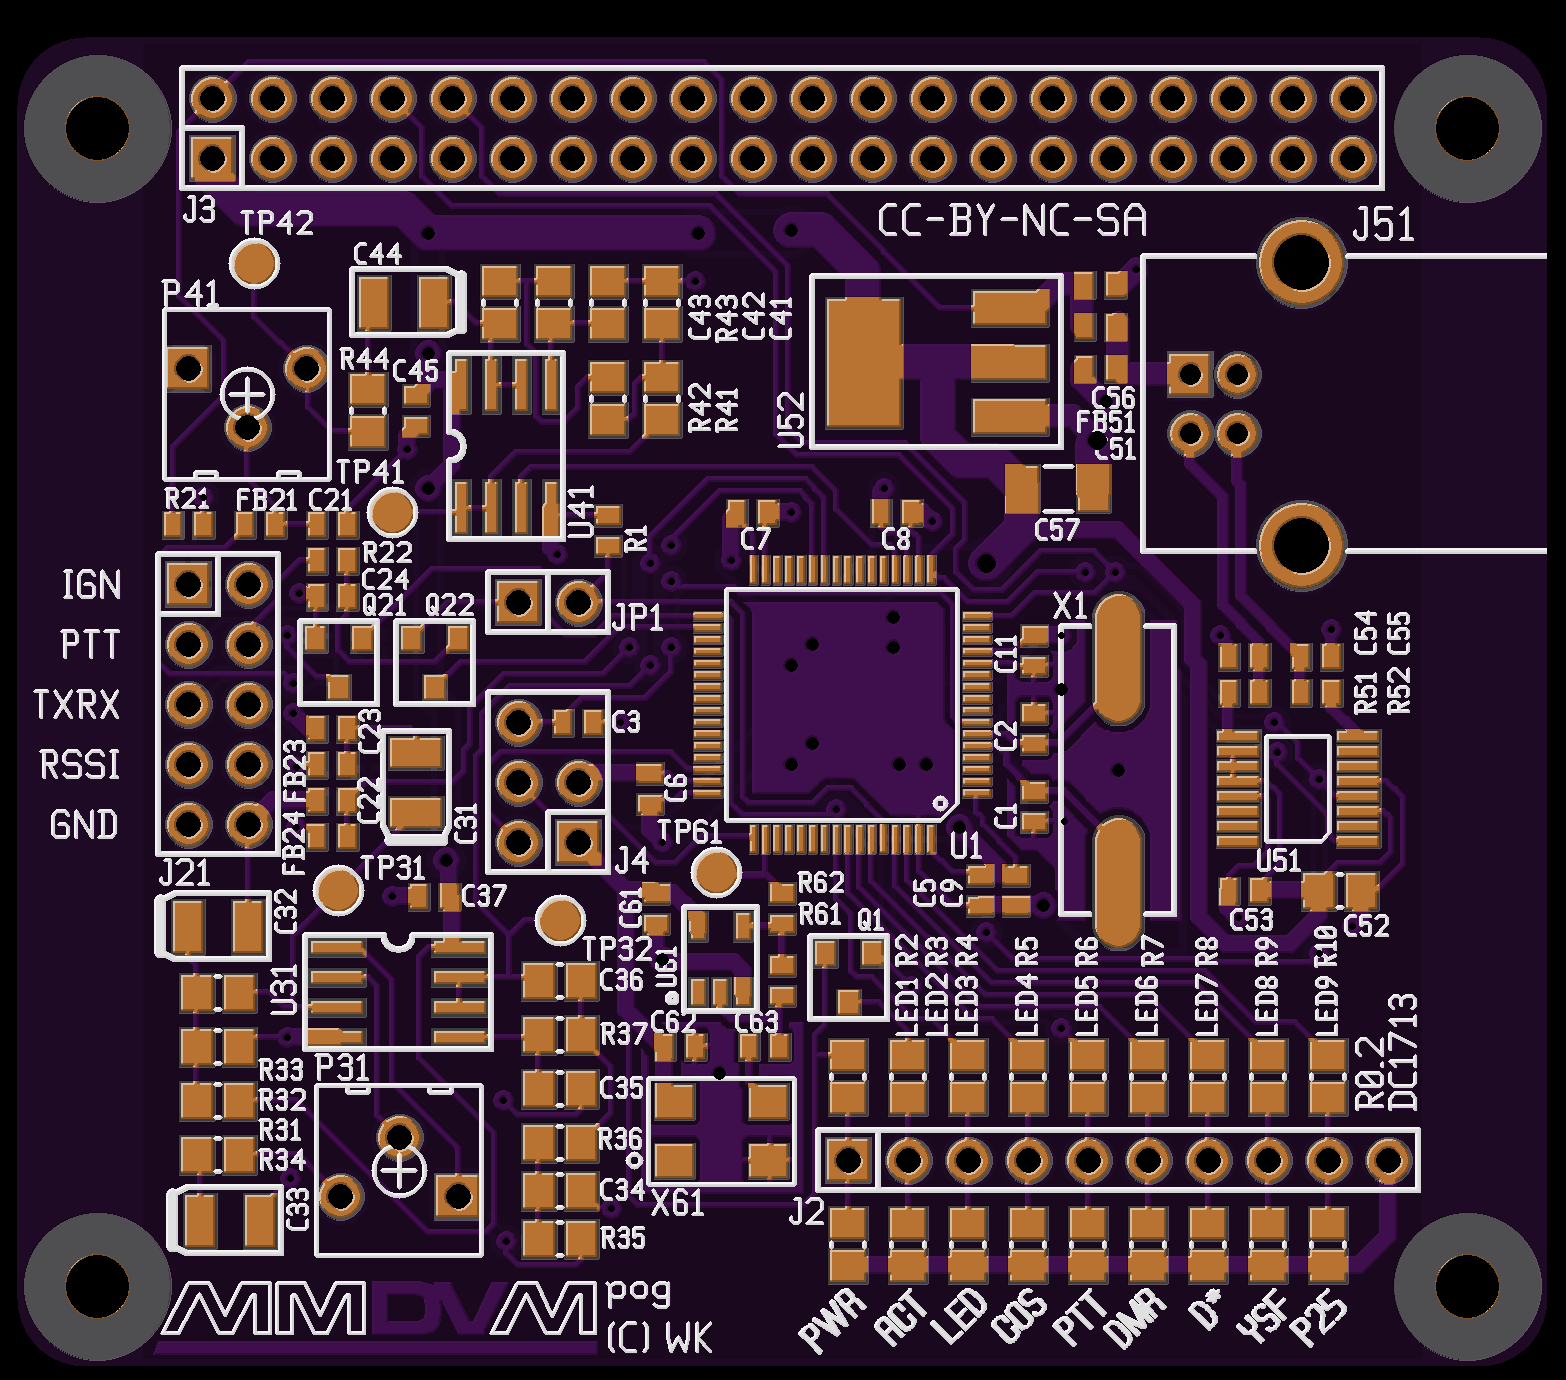 J3
TP42
CC-BY-NC-SA
J51
C44
P41
C43
R43
C42
C41
R44
C45
R42
R41
U52
C56
FB51
C51
TP41
R21
FB21
C21
U41
R1
C7
C8
C57
R22
C24
Q21
Q22
JP1
X1
IGN
PTT
TXRX
RSSI
GND
C11
C54
C55
R51
R52
C23
FB23
C22
FB24
C3
C2
C6
C1
C31
TP61
J4
U1
U51
J21
TP31
C37
C32
C61
R62
R61
Q1
C5
C9
C53
C52
TP32
U61
C36
U31
LED1 R2
LED2 R3
LED3 R4
LED4 R5
LED5 R6
LED6 R7
LED7 R8
LED8 R9
LED9 R10
C62
C63
R37
R33
P31
R32
R31
R34
C35
R36
C34
R35
C33
X61
J2
R0.2
DC1713
MMDVM
pog
(C) WK
PWR
ACT
LED
COS
PTT
DMR
D*
YSF
P25